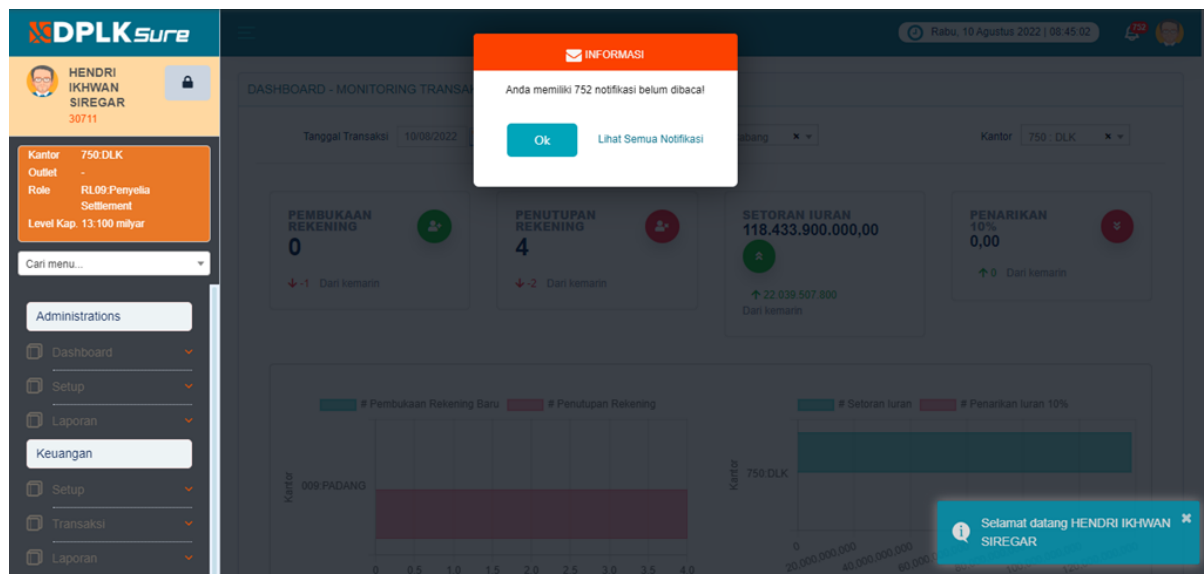 DPLKSure
HENDRI
IKHWAN
SIREGAR
30711
Kantor 750:DLK
Outlet -
Role RL09:Penyelia
Settlement
Level Kap. 13:100 milyar
Cari menu...
Administrations
Dashboard
Setup
Laporan
Keuangan
Setup
Transaksi
Laporan
Rabu, 10 Agustus 2022 | 08:45:02
752
INFORMASI
Anda memiliki 752 notifikasi belum dibaca!
Ok Lihat Semua Notifikasi
DASHBOARD - MONITORING
Tanggal Transaksi 10/08/2022
Kantor 750 : DLK
PEMBUKAAN
REKENING
0
-1 Dari kemarin
PENUTUPAN
REKENING
4
-2 Dari kemarin
SETORAN IURAN
118.433.900.000,00
22.039.507.800
Dari kemarin
PENARIKAN
10%
0,00
0 Dari kemarin
# Pembukaan Rekening Baru # Penutupan Rekening
Kantor
009:PADANG
0 0.5 1.0 1.5 2.0 2.5 3.0 3.5 4.0
# Setoran Iuran # Penarikan Iuran 10%
Kantor
750:DLK
0 20,000,000,000 40,000,000,000
Selamat datang HENDRI IKHWAN
SIREGAR